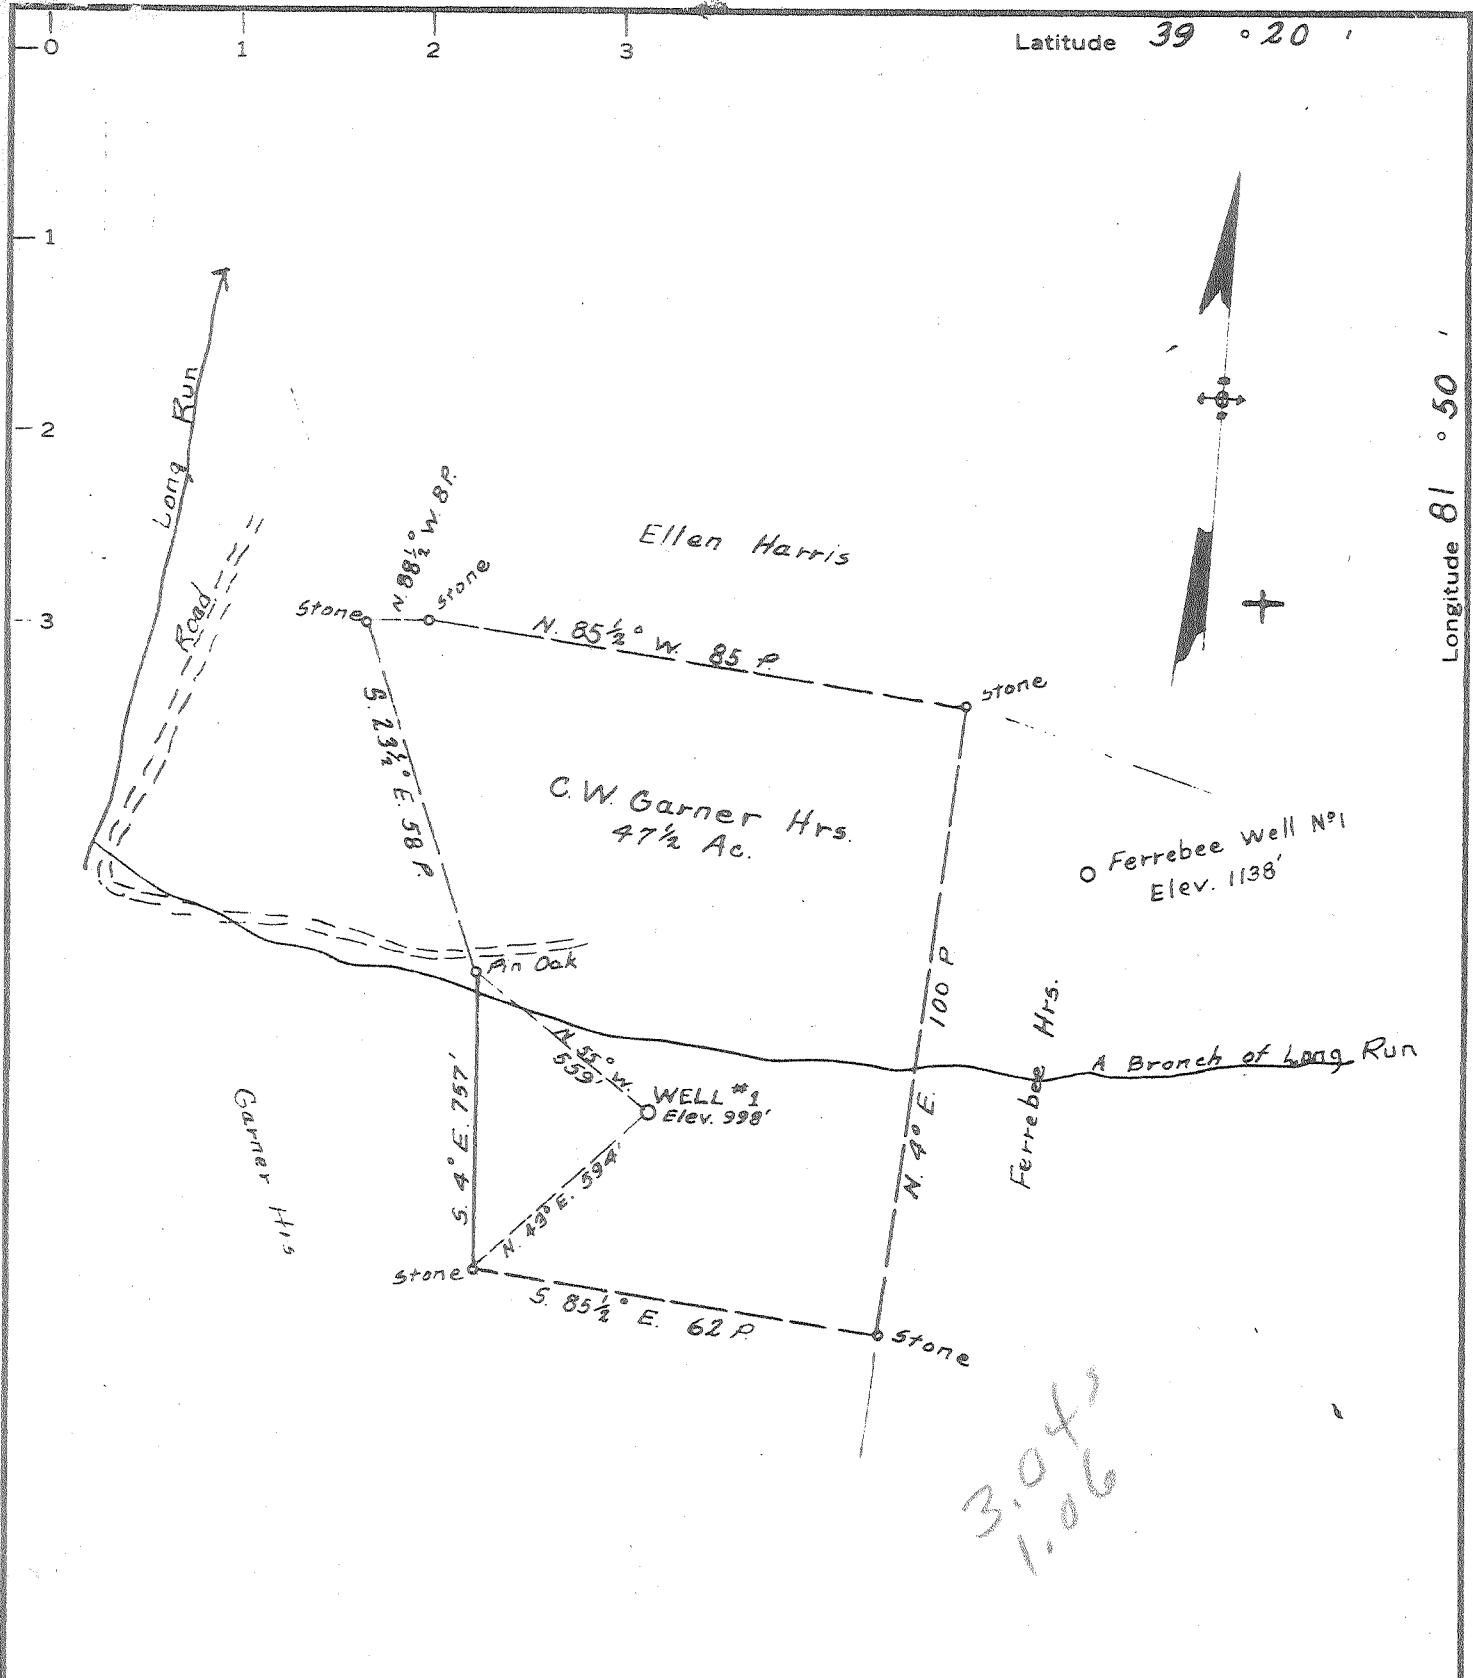 0 1 2 3
Latitude 39 ° 20 '
1
2
3
Longitude 81 ° 50 '
Long Run
Road
N. 88½° W. 8 P.
Stone
Stone
Ellen Harris
N. 85½° W. 85 P.
Stone
S. 23½° E. 58 P.
C. W. Garner Hrs.
47½ Ac.
Ferrebee Well Nº1
Elev. 1138'
Pin Oak
N. 55° W.
559'
WELL #1
Elev. 998'
N. 4° E. 100 P
Ferrebee Hrs.
A Bronch of Long Run
Garner Hrs
S. 4° E. 757'
N. 43° E. 594'
Stone
S. 85½° E. 62 P.
Stone
3.04 s
1.06